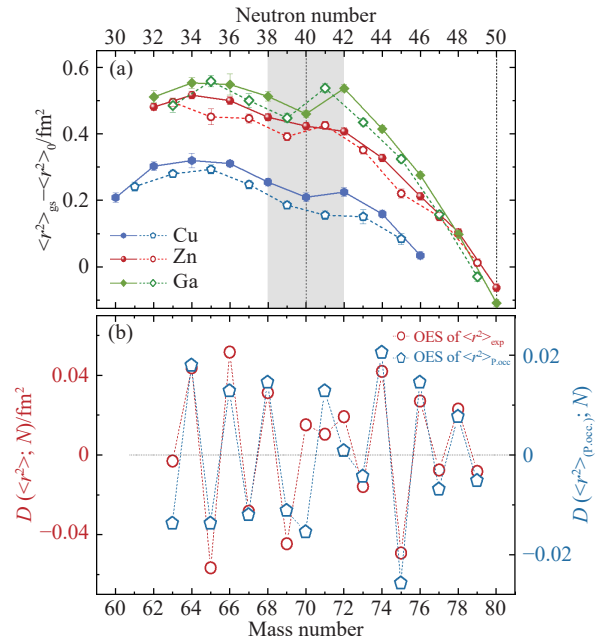 Neutron number
30 32 34 36 38 40 42 44 46 48 50
(a)
<r²>gs−<r²>0/fm²
0.6
0.4
0.2
0
Cu
Zn
Ga
(b)
OES of <r²>exp
OES of <r²>P.occ
D (<r²>; N)/fm²
0.04
0
−0.04
D (<r²>(P.occ.); N)
0.02
0
−0.02
60 62 64 66 68 70 72 74 76 78 80
Mass number